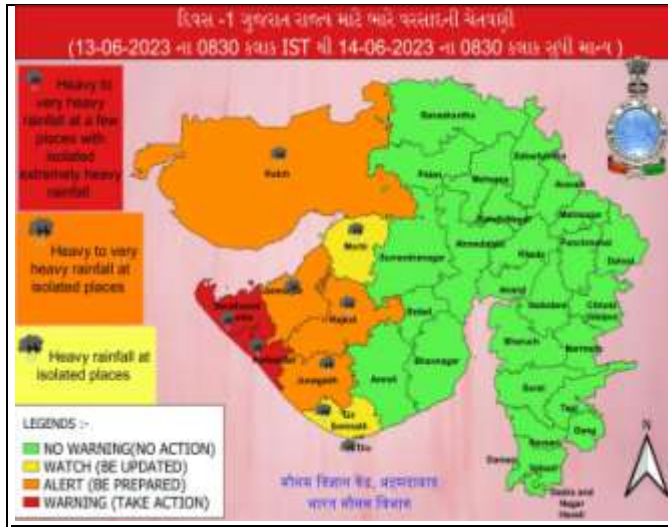 દિવસ -1 ગુજરાત રાજ્ય માટે ભારે વરસાદની ચેતવણી
(13-06-2023 ના 0830 કલાક IST થી 14-06-2023 ના 0830 કલાક સુધી માન્ય )
Heavy to
very heavy
rainfall at a few
places with
isolated
extremely heavy
rainfall
Heavy to very
heavy rainfall at
isolated places
Heavy rainfall at
isolated places
LEGENDS :-
NO WARNING(NO ACTION)
WATCH (BE UPDATED)
ALERT (BE PREPARED)
WARNING (TAKE ACTION)
Banaskantha
Kutch
Patan
Mehsana
Sabarkantha
Aravalli
Gandhinagar
Mahisagar
Morbi
Surendranagar
Ahmedabad
Kheda
Panchmahal
Dahod
Anand
Vadodara
Chhota
Udepur
Jamnagar
Rajkot
Botad
Bhavnagar
Amreli
Junagadh
Gir
Somnath
Diu
Bharuch
Narmada
Surat
Tapi
Dang
Navsari
Valsad
Daman
Dadra and
Nagar
Haveli
N
मौसम विज्ञान केंद्र, अहमदाबाद
भारत मौसम विभाग